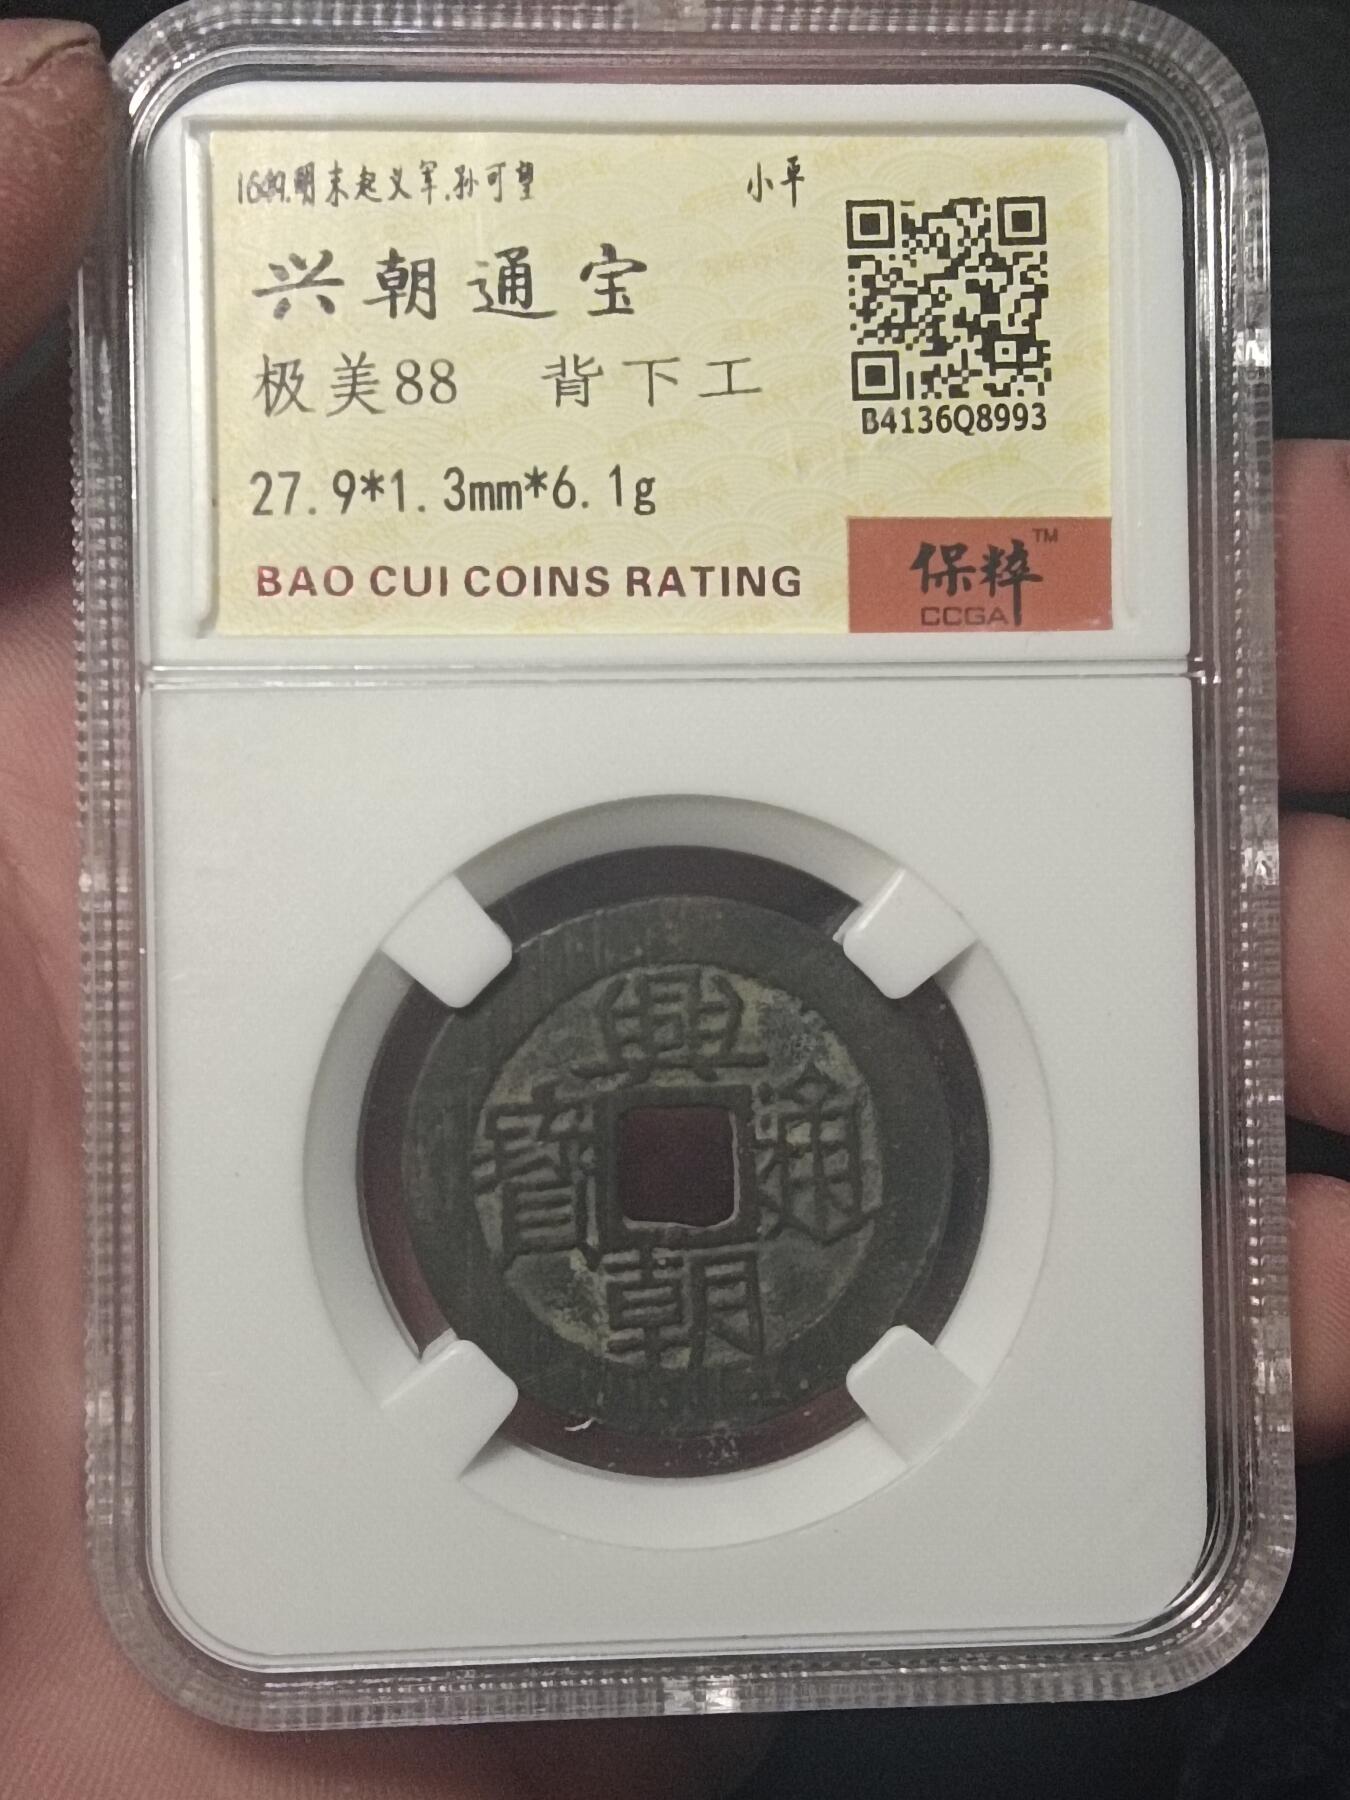 1649.明末起义军.孙可望 小平
兴朝通宝
极美88 背下工
B4136Q8993
27.9*1.3mm*6.1g
BAO CUI COINS RATING
保粹 TM
CCGA
興
寶 通
朝